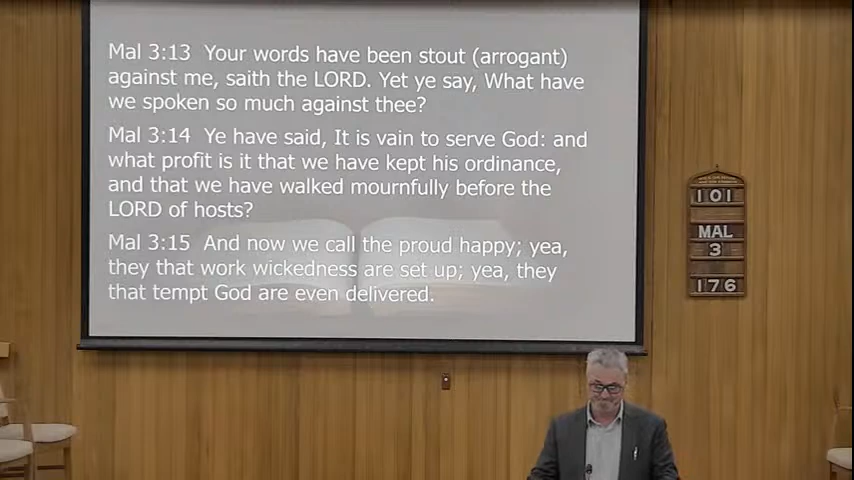 Mal 3:13 Your words have been stout (arrogant)
against me, saith the LORD. Yet ye say, What have
we spoken so much against thee?
Mal 3:14 Ye have said, It is vain to serve God: and
what profit is it that we have kept his ordinance,
and that we have walked mournfully before the
LORD of hosts?
Mal 3:15 And now we call the proud happy; yea,
they that work wickedness are set up; yea, they
that tempt God are even delivered.
101
MAL
3
176